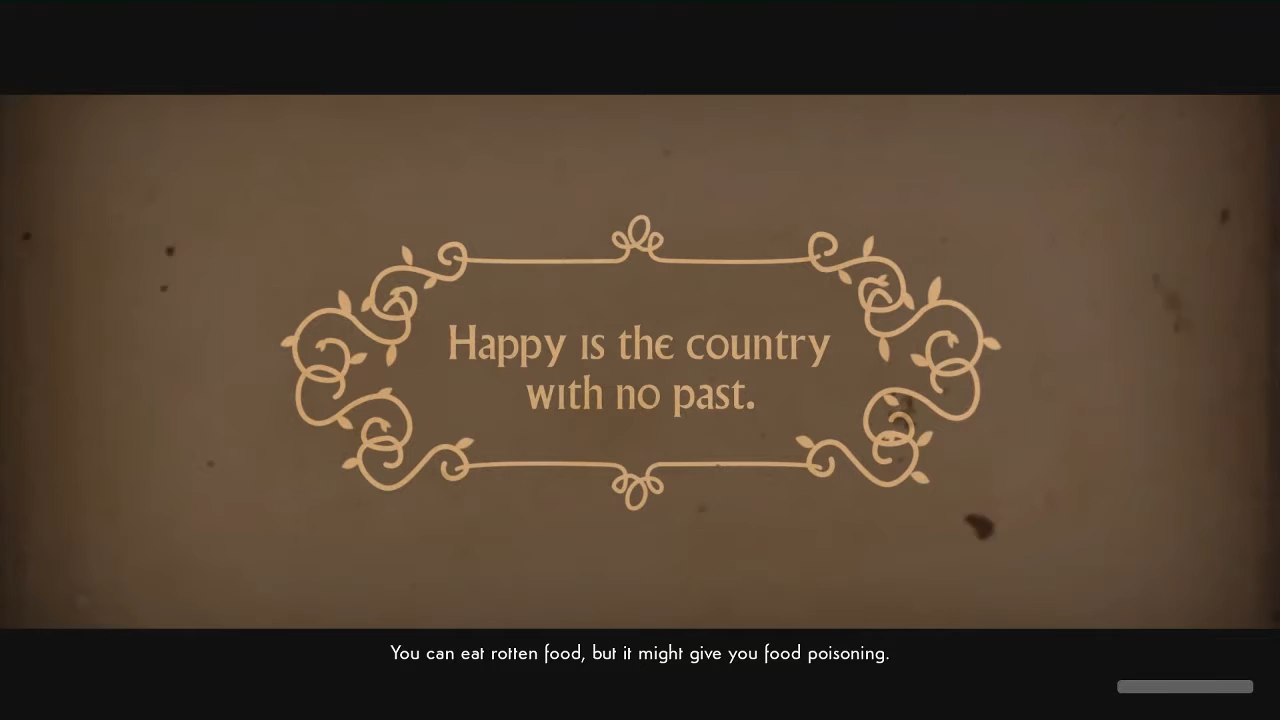 Happy is the country
with no past.
You can eat rotten food, but it might give you food poisoning.